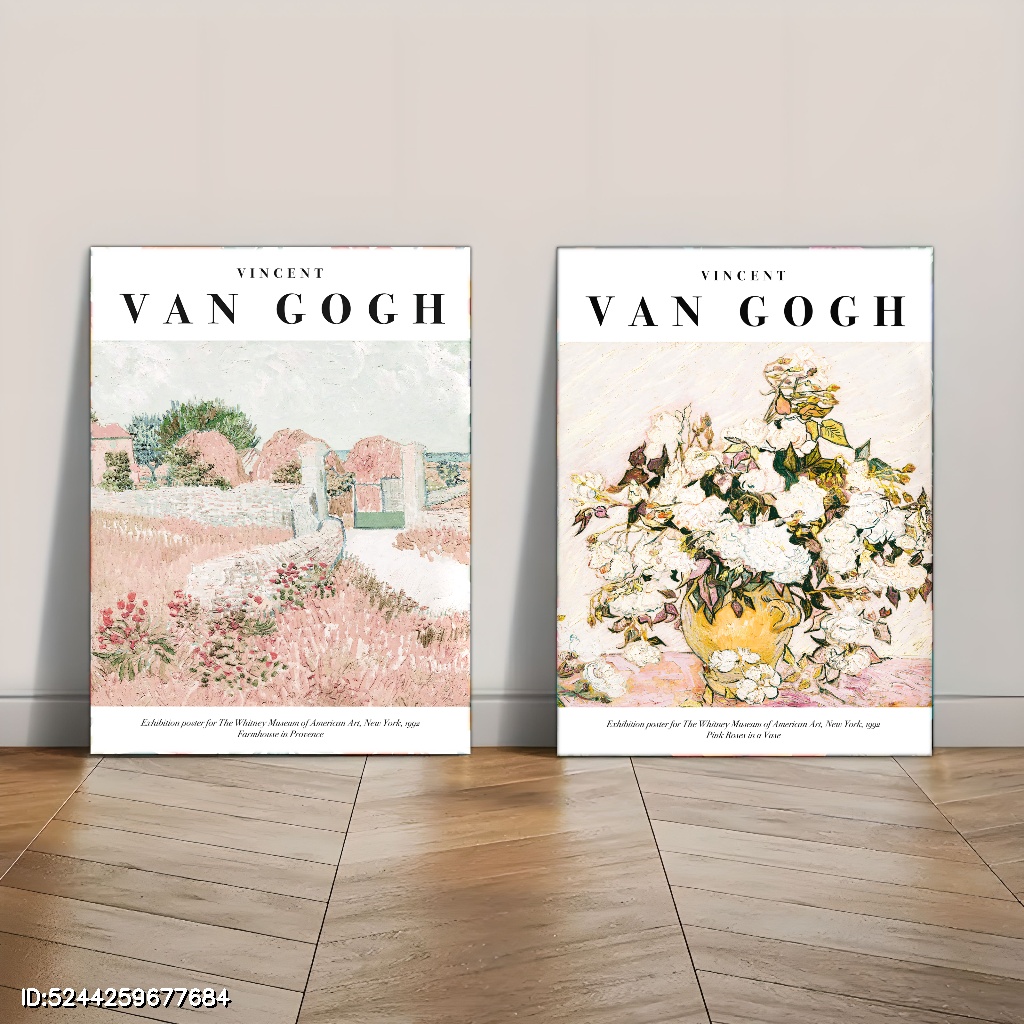 VINCENT
VAN GOGH
Exhibition poster for The Whitney Museum of American Art, New York, 1992
Farmhouse in Provence
VINCENT
VAN GOGH
Exhibition poster for The Whitney Museum of American Art, New York, 1992
Pink Roses in a Vase
ID:5244259677684